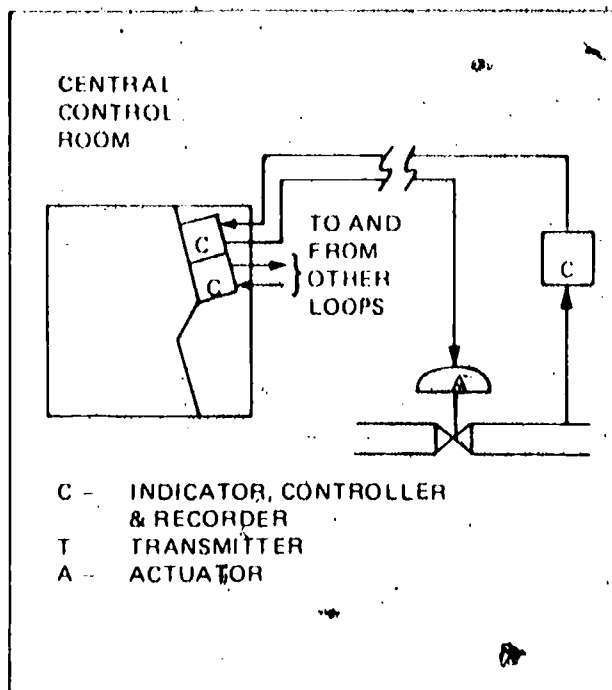 CENTRAL
CONTROL
ROOM
C
C
TO AND
FROM
OTHER
LOOPS
C
A
C - INDICATOR, CONTROLLER
& RECORDER
T TRANSMITTER
A - ACTUATOR